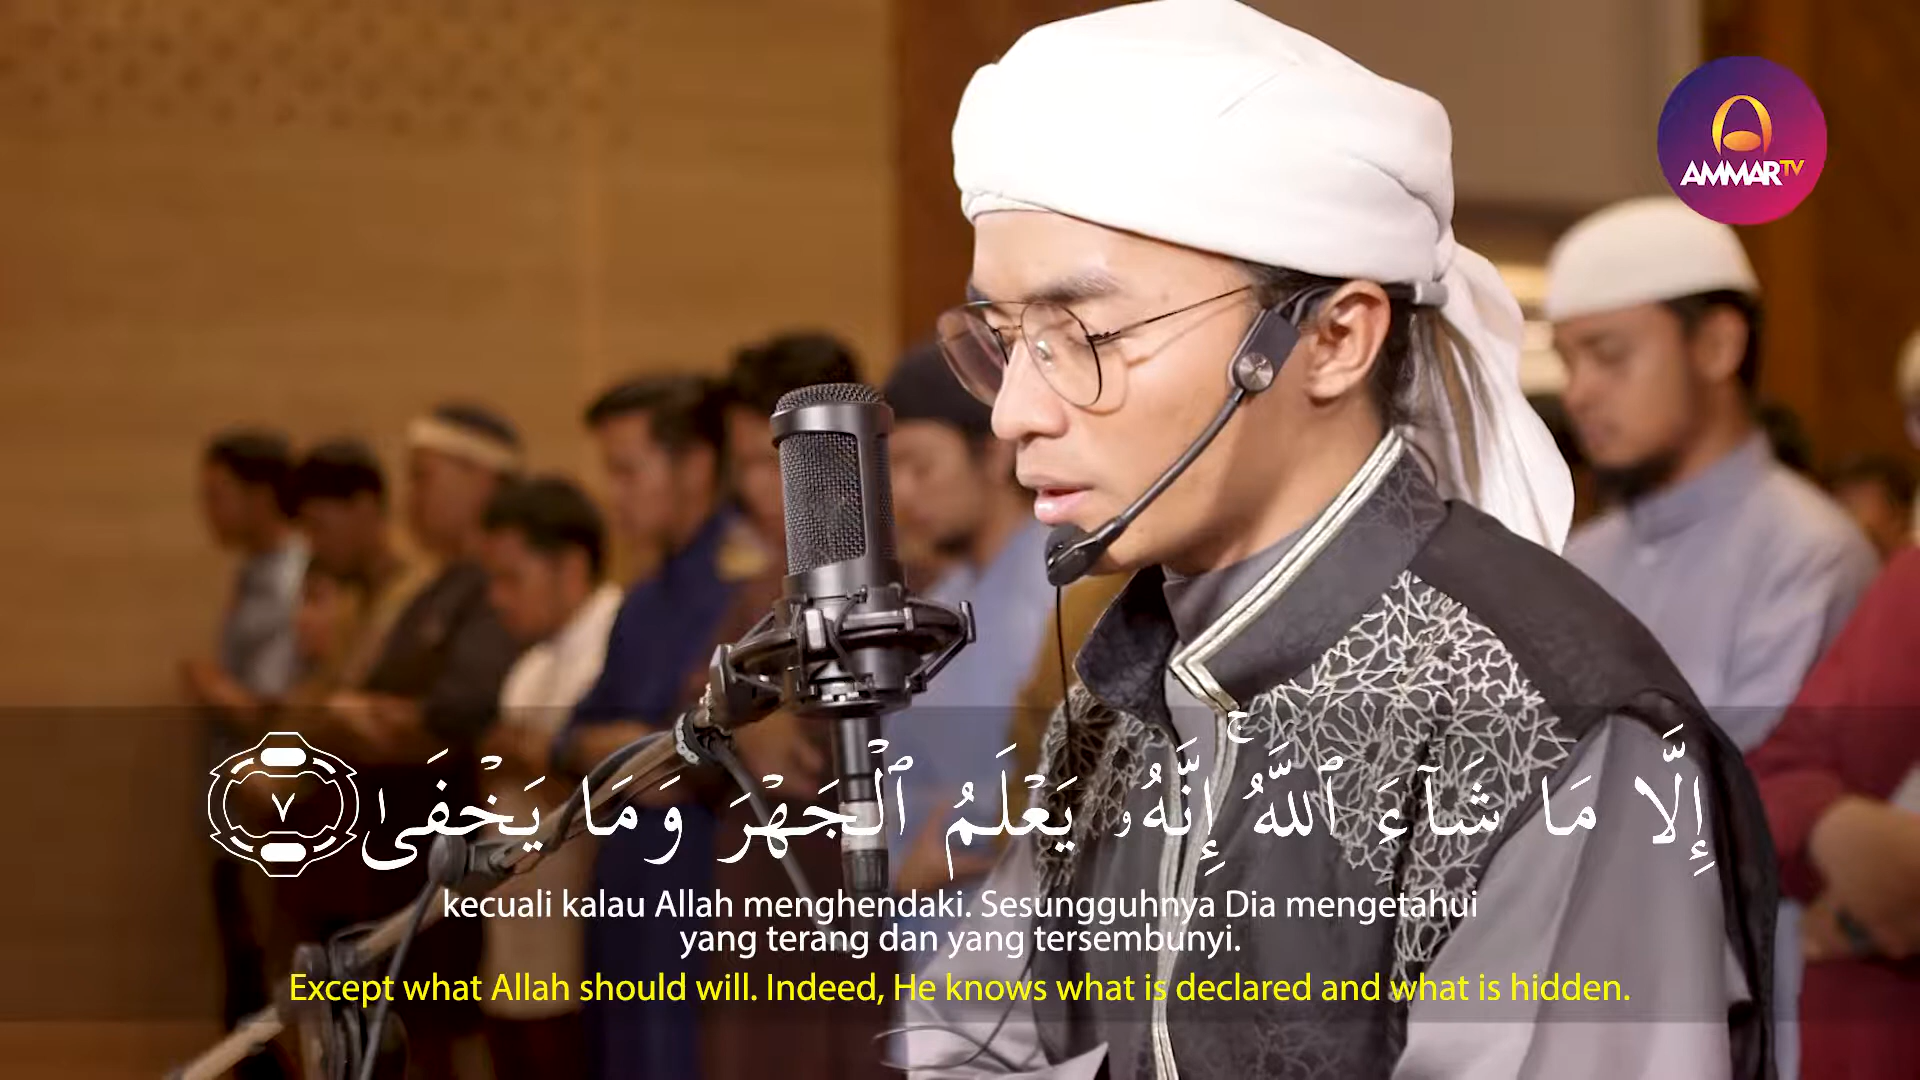 AMMARTV
إِلَّا مَا شَآءَ ٱللَّهُ ۚ إِنَّهُۥ يَعْلَمُ ٱلْجَهْرَ وَمَا يَخْفَىٰ ٧
kecuali kalau Allah menghendaki. Sesungguhnya Dia mengetahui
yang terang dan yang tersembunyi.
Except what Allah should will. Indeed, He knows what is declared and what is hidden.